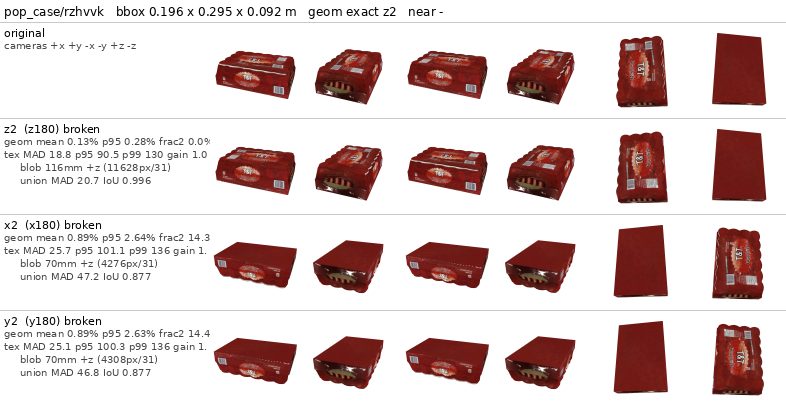 pop_case/rzhvvk bbox 0.196 x 0.295 x 0.092 m geom exact z2 near -
original
cameras +x +y -x -y +z -z
z2 (z180) broken
geom mean 0.13% p95 0.28% frac2 0.0%
tex MAD 18.8 p95 90.5 p99 130 gain 1.0
blob 116mm +z (11628px/31)
union MAD 20.7 IoU 0.996
x2 (x180) broken
geom mean 0.89% p95 2.64% frac2 14.3
tex MAD 25.7 p95 101.1 p99 136 gain 1.
blob 70mm +z (4276px/31)
union MAD 47.2 IoU 0.877
y2 (y180) broken
geom mean 0.89% p95 2.63% frac2 14.4
tex MAD 25.1 p95 100.3 p99 136 gain 1.
blob 70mm +z (4308px/31)
union MAD 46.8 IoU 0.877